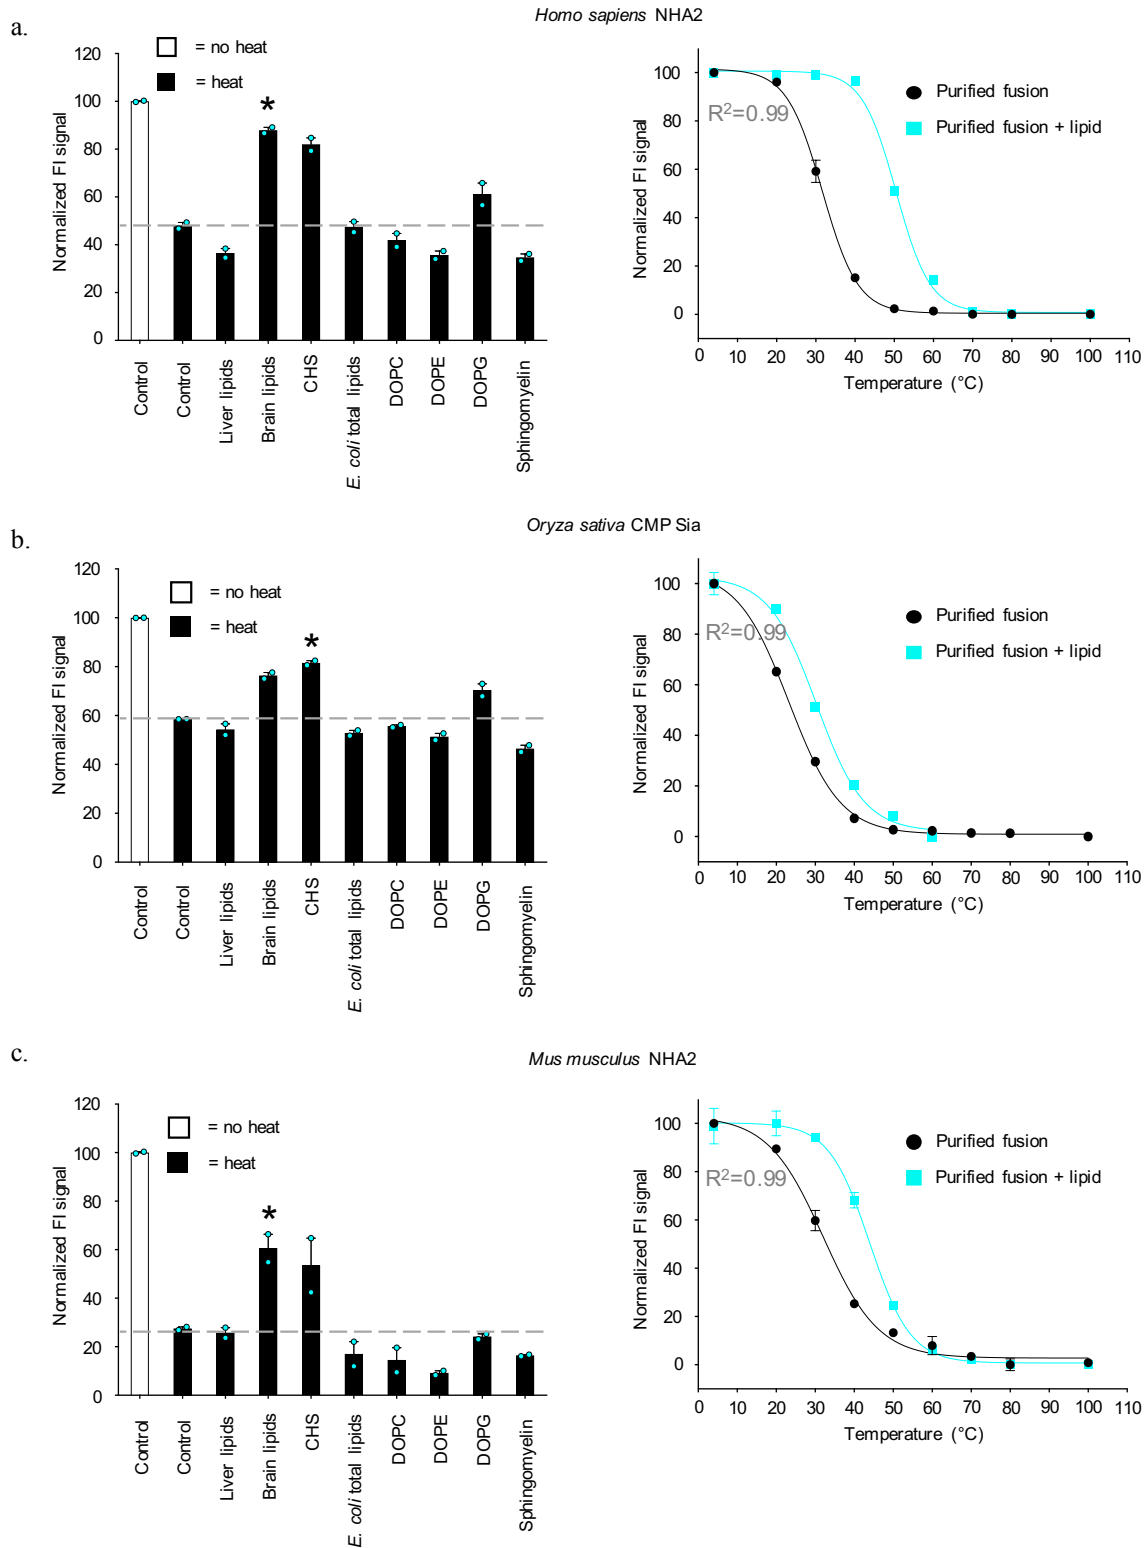 a.
Homo sapiens NHA2
= no heat
= heat
*
Normalized FI signal
120
100
80
60
40
20
0
Control
Control
Liver lipids
Brain lipids
CHS
E. coli total lipids
DOPC
DOPE
DOPG
Sphingomyelin
Purified fusion
Purified fusion + lipid
R²=0.99
Normalized FI signal
100
80
60
40
20
0
0 10 20 30 40 50 60 70 80 90 100 110
Temperature (°C)
b.
Oryza sativa CMP Sia
= no heat
= heat
*
Normalized FI signal
120
100
80
60
40
20
0
Control
Control
Liver lipids
Brain lipids
CHS
E. coli total lipids
DOPC
DOPE
DOPG
Sphingomyelin
Purified fusion
Purified fusion + lipid
R²=0.99
Normalized FI signal
100
80
60
40
20
0
0 10 20 30 40 50 60 70 80 90 100 110
Temperature (°C)
c.
Mus musculus NHA2
= no heat
= heat
*
Normalized FI signal
120
100
80
60
40
20
0
Control
Control
Liver lipids
Brain lipids
CHS
E. coli total lipids
DOPC
DOPE
DOPG
Sphingomyelin
Purified fusion
Purified fusion + lipid
R²=0.99
Normalized FI signal
100
80
60
40
20
0
0 10 20 30 40 50 60 70 80 90 100 110
Temperature (°C)